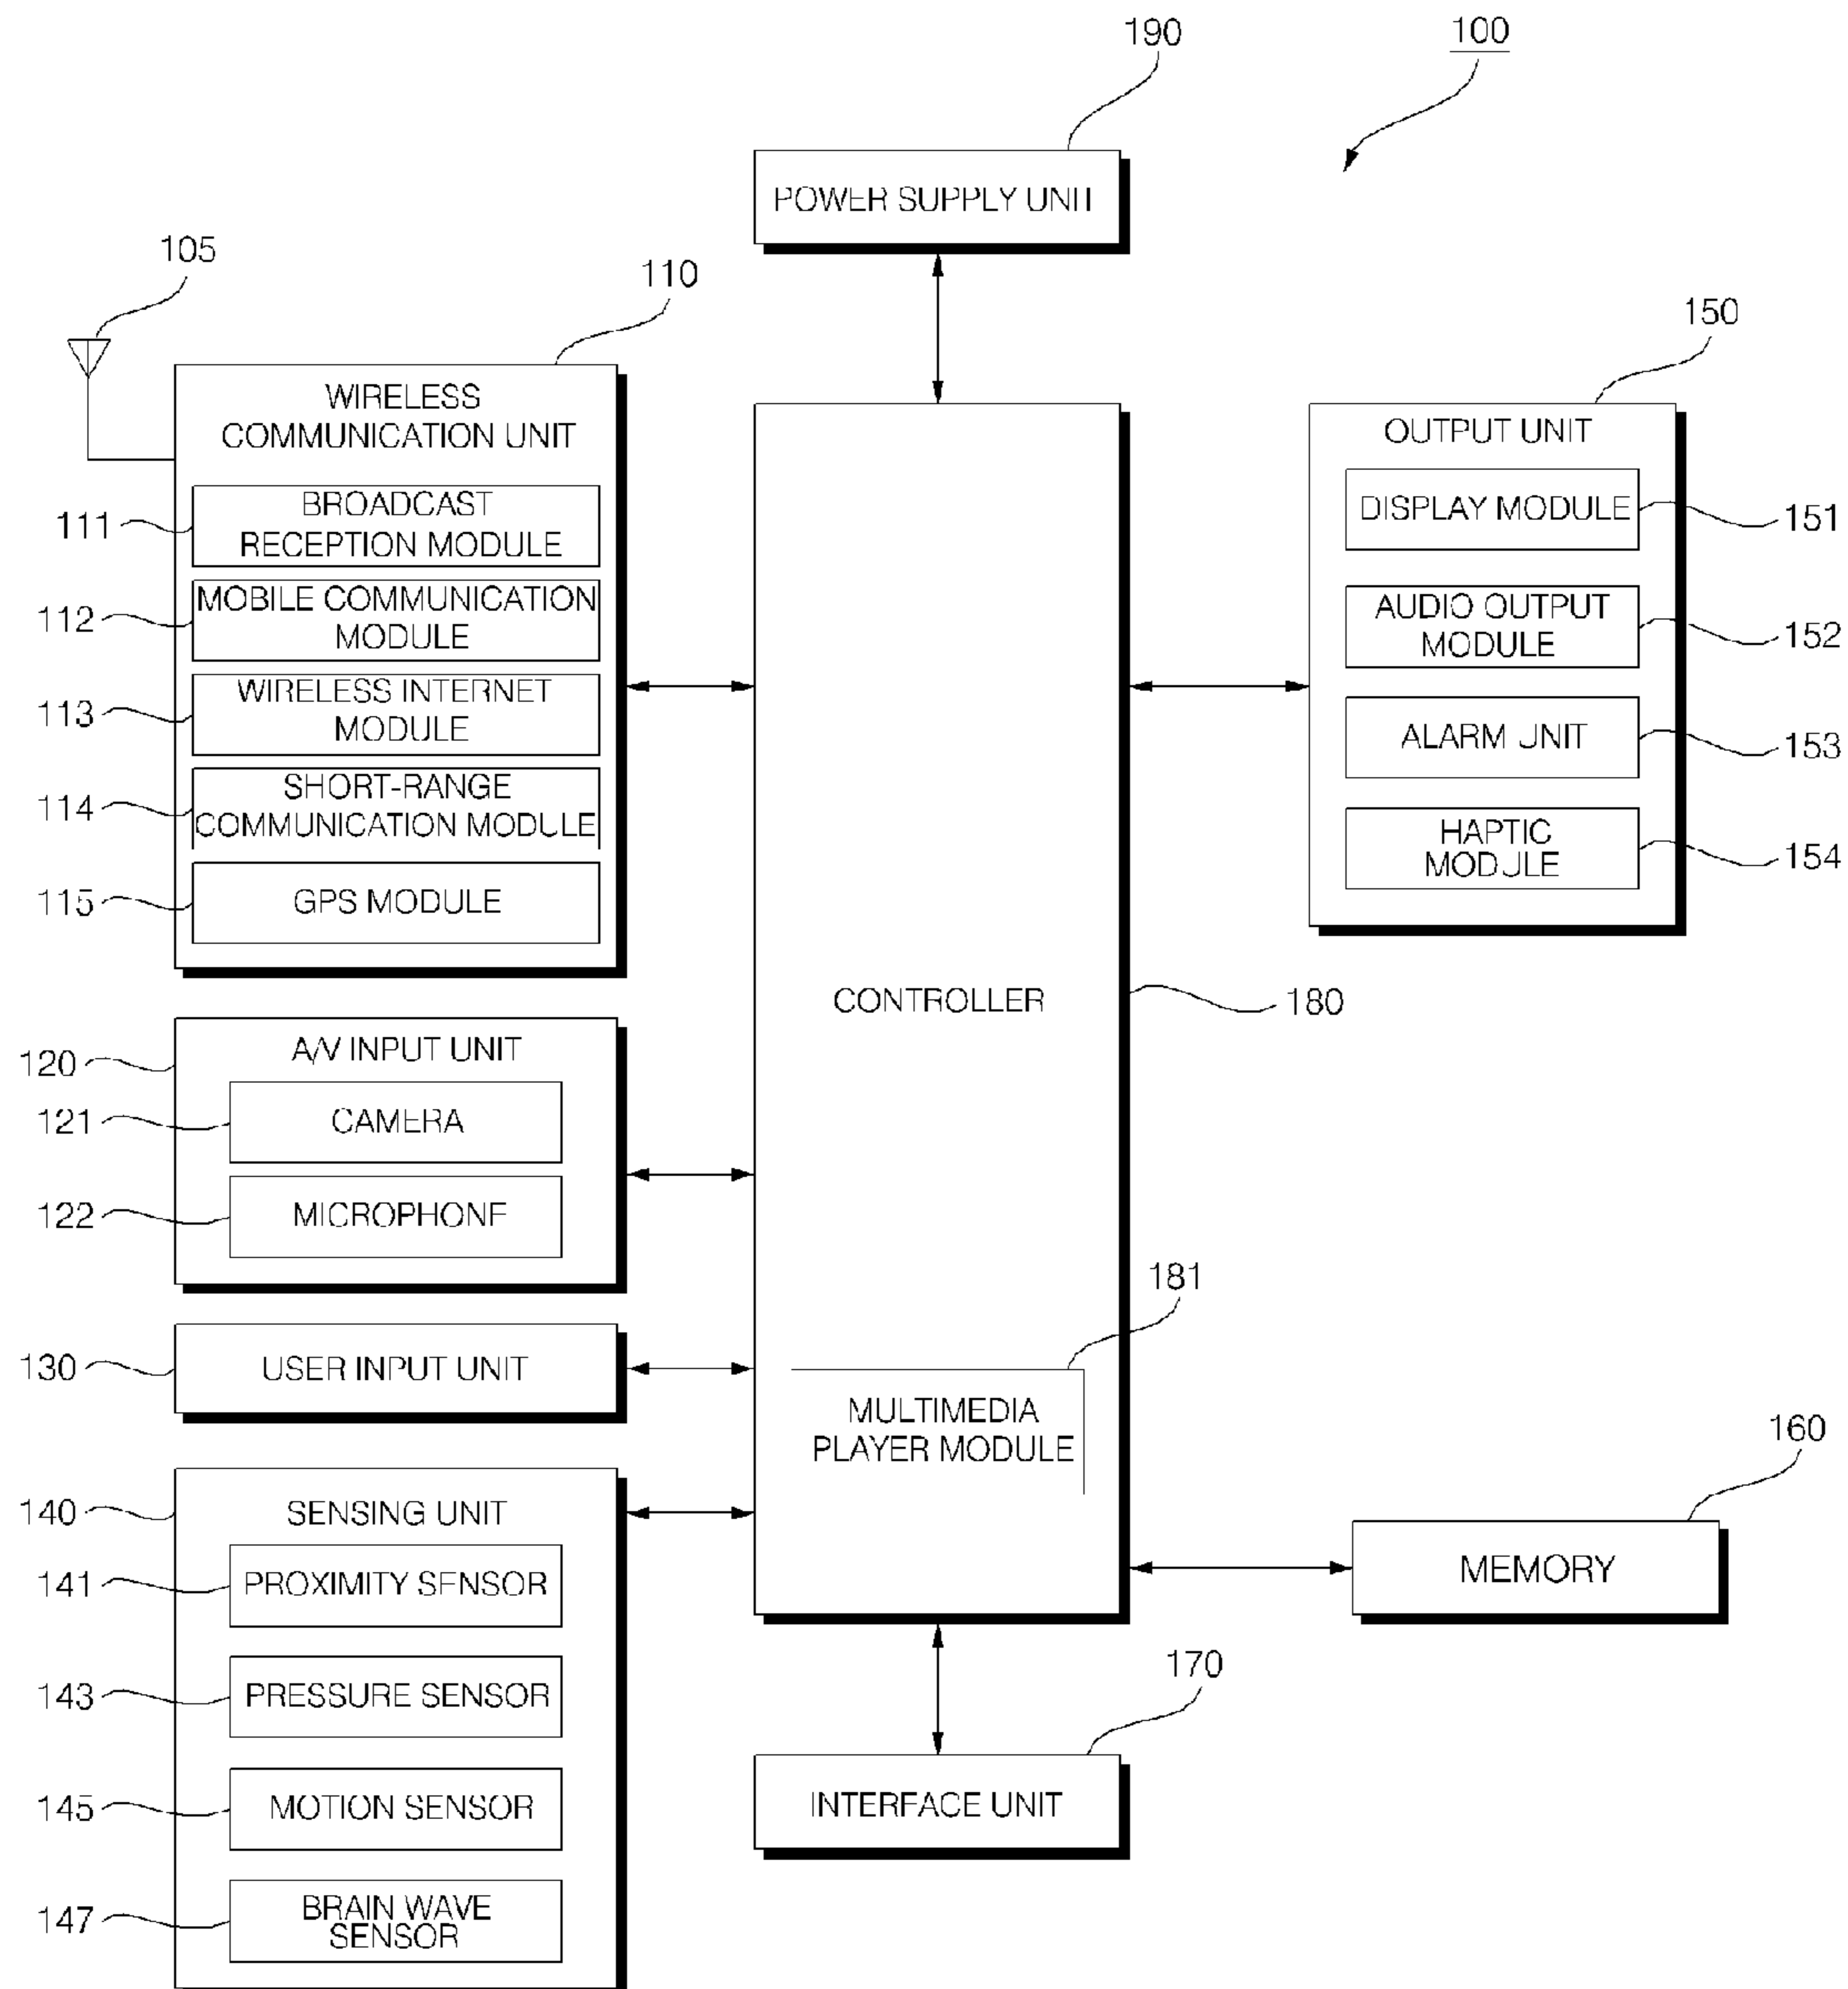 190
100
POWER SUPPLY UNIT
105
110
150
WIRELESS
COMMUNICATION UNIT
OUTPUT UNIT
111
BROADCAST
RECEPTION MODULE
DISPLAY MODULE
151
112
MOBILE COMMUNICATION
MODULE
AUDIO OUTPUT
MODULE
152
113
WIRELESS INTERNET
MODULE
ALARM UNIT
153
114
SHORT-RANGE
COMMUNICATION MODULE
HAPTIC
MODULE
154
115
GPS MODULE
CONTROLLER
180
120
A/V INPUT UNIT
121
CAMERA
122
MICROPHONE
181
130
USER INPUT UNIT
MULTIMEDIA
PLAYER MODULE
160
140
SENSING UNIT
MEMORY
141
PROXIMITY SENSOR
170
143
PRESSURE SENSOR
145
MOTION SENSOR
INTERFACE UNIT
147
BRAIN WAVE
SENSOR